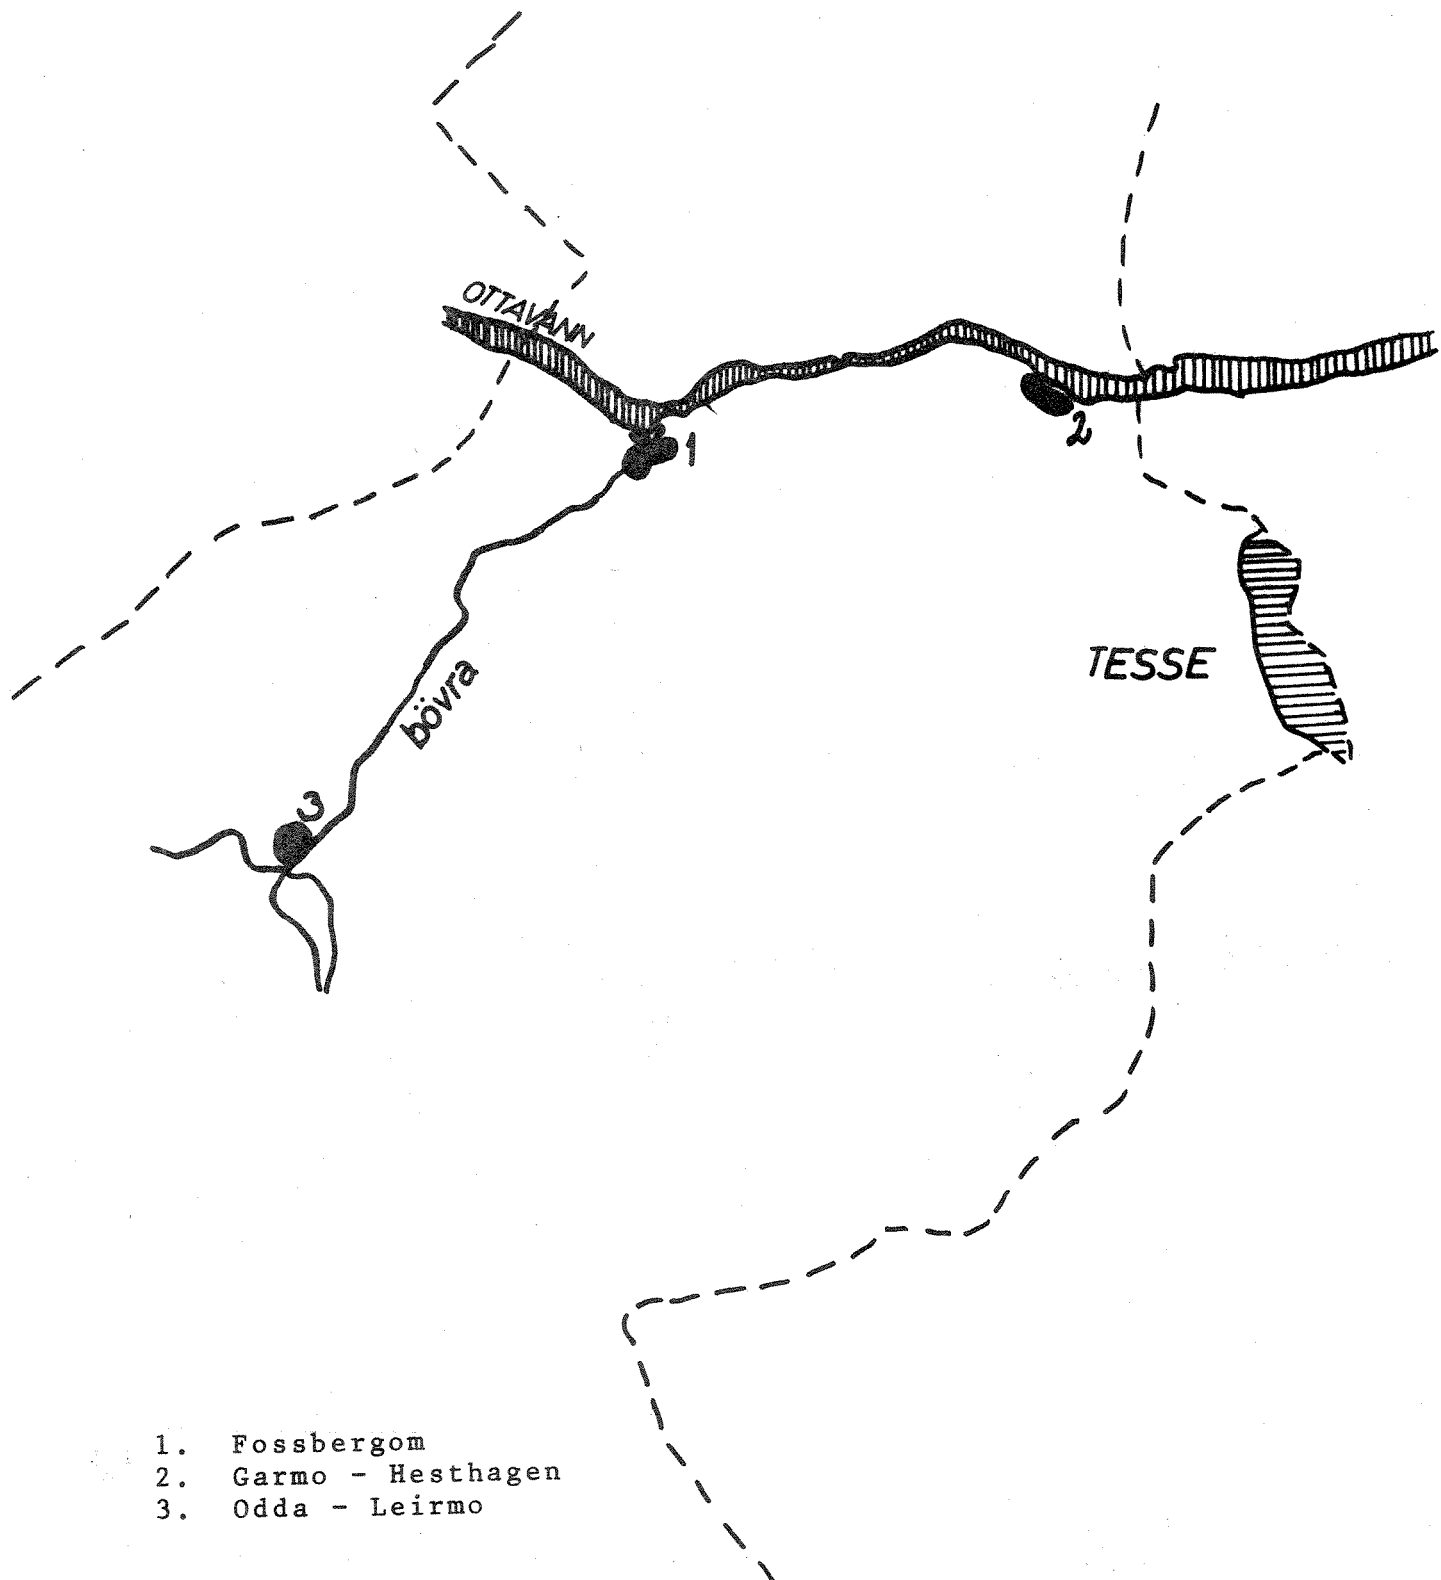 OTTAVANN
1
2
TESSE
bövra
3
1. Fossbergom
2. Garmo - Hesthagen
3. Odda - Leirmo